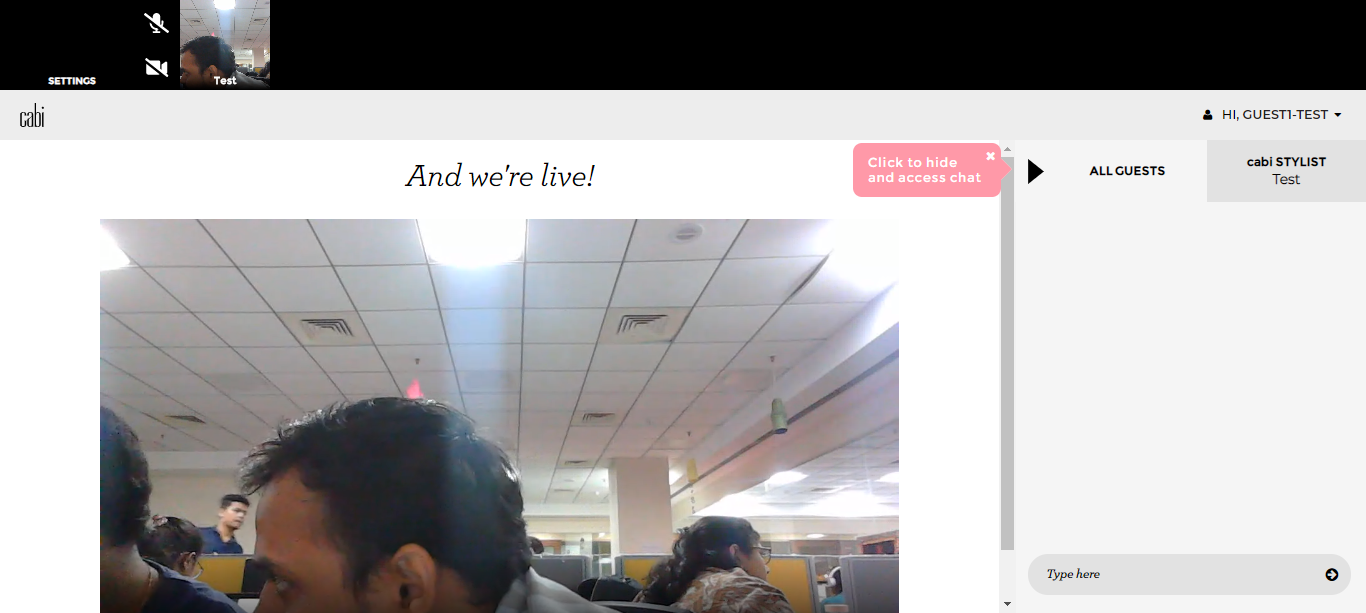 SETTINGS
Test
cabi
HI, GUEST1-TEST
And we're live!
Click to hide
and access chat
ALL GUESTS
cabi STYLIST
Test
Type here